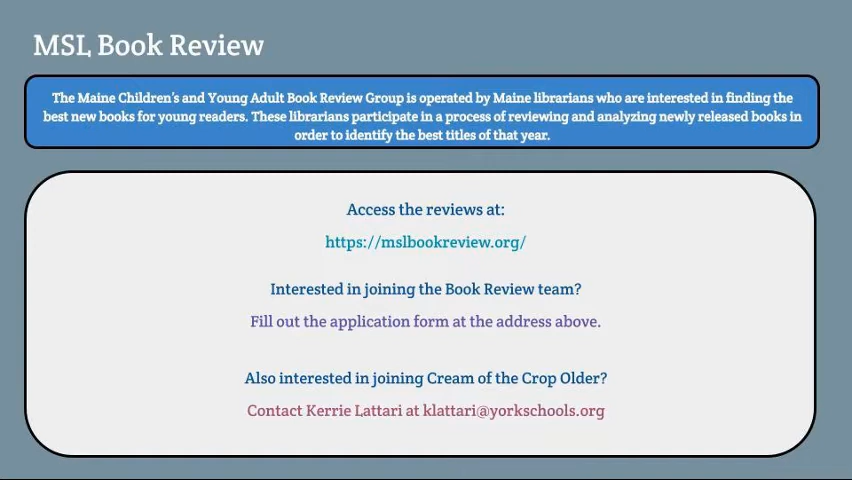 MSL Book Review
The Maine Children's and Young Adult Book Review Group is operated by Maine librarians who are interested in finding the
best new books for young readers. These librarians participate in a process of reviewing and analyzing newly released books in
order to identify the best titles of that year.
Access the reviews at:
https://mslbookreview.org/
Interested in joining the Book Review team?
Fill out the application form at the address above.
Also interested in joining Cream of the Crop Older?
Contact Kerrie Lattari at klattari@yorkschools.org